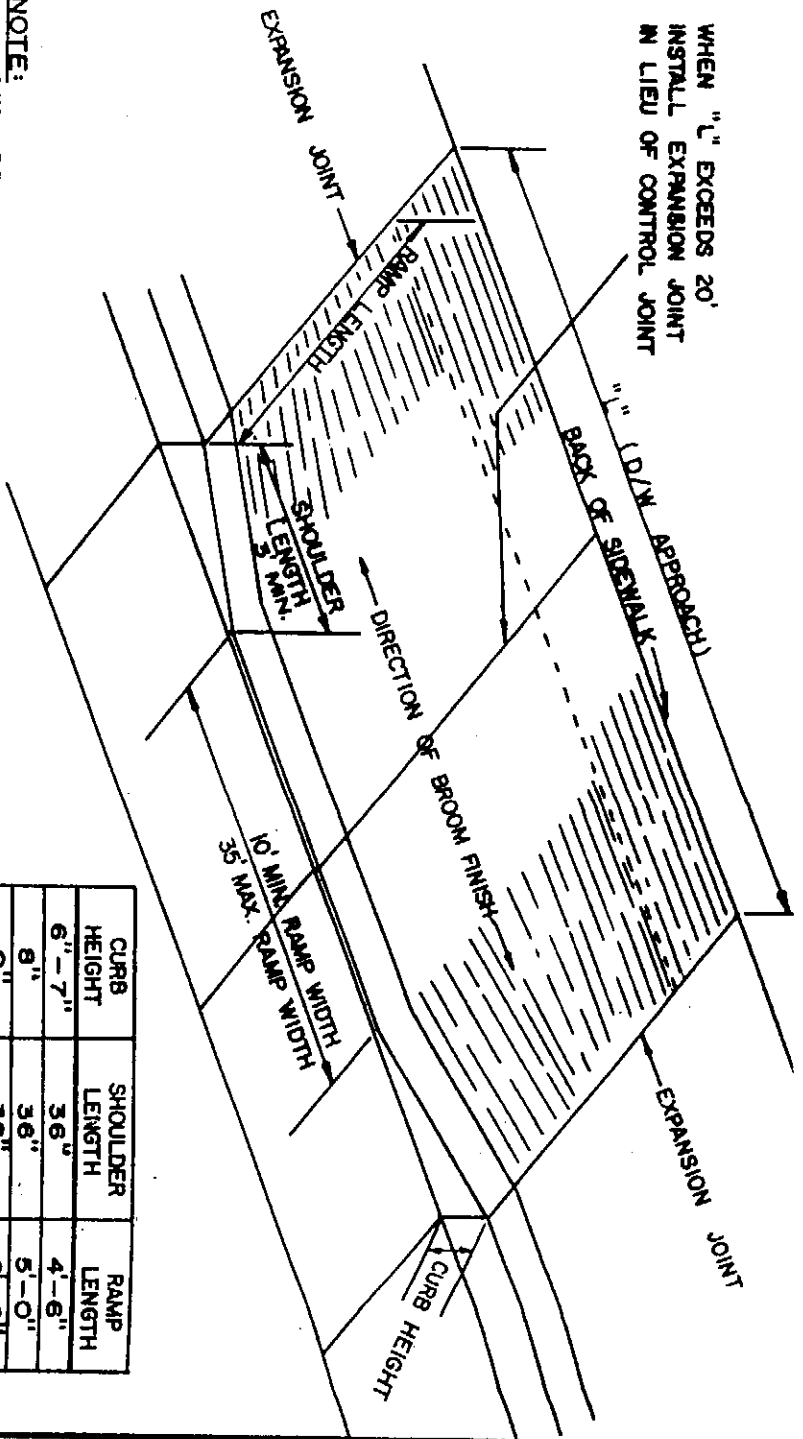 WHEN "L" EXCEEDS 20'
INSTALL EXPANSION JOINT
IN LIEU OF CONTROL JOINT
"L" (D/W APPROACH)
BACK OF SIDEWALK
EXPANSION JOINT
RAMP LENGTH
SHOULDER
LENGTH
3' MIN.
DIRECTION OF BROOM FINISH
10' MIN. RAMP WIDTH
35' MAX. RAMP WIDTH
EXPANSION JOINT
CURB HEIGHT
NOTE:
CURB
HEIGHT
SHOULDER
LENGTH
RAMP
LENGTH
6"-7" 36" 4'-6"
8" 36" 5'-0"